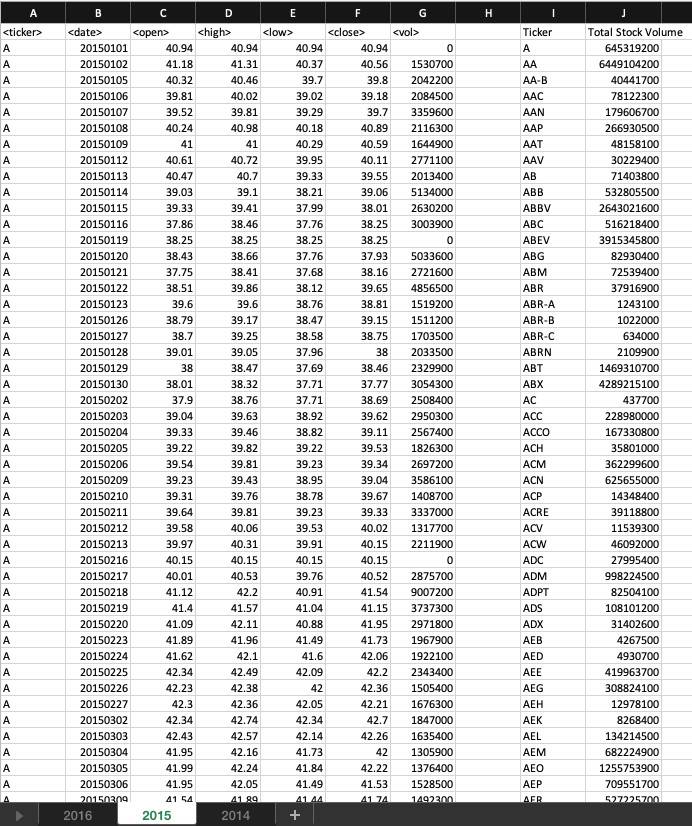 A B C D E F G H I J
<ticker> <date> <open> <high> <low> <close> <vol> Ticker Total Stock Volume
A 20150101 40.94 40.94 40.94 40.94 0 A 645319200
A 20150102 41.18 41.31 40.37 40.56 1530700 AA 6449104200
A 20150105 40.32 40.46 39.7 39.8 2042200 AA-B 40441700
A 20150106 39.81 40.02 39.02 39.18 2084500 AAC 78122300
A 20150107 39.52 39.81 39.29 39.7 3359600 AAN 179606700
A 20150108 40.24 40.98 40.18 40.89 2116300 AAP 266930500
A 20150109 41 41 40.29 40.59 1644900 AAT 48158100
A 20150112 40.61 40.72 39.95 40.11 2771100 AAV 30229400
A 20150113 40.47 40.7 39.33 39.55 2013400 AB 71403800
A 20150114 39.03 39.1 38.21 39.06 5134000 ABB 532805500
A 20150115 39.33 39.41 37.99 38.01 2630200 ABBV 2643021600
A 20150116 37.86 38.46 37.76 38.25 3003900 ABC 516218400
A 20150119 38.25 38.25 38.25 38.25 0 ABEV 3915345800
A 20150120 38.43 38.66 37.76 37.93 5033600 ABG 82930400
A 20150121 37.75 38.41 37.68 38.16 2721600 ABM 72539400
A 20150122 38.51 39.86 38.12 39.65 4856500 ABR 37916900
A 20150123 39.6 39.6 38.76 38.81 1519200 ABR-A 1243100
A 20150126 38.79 39.17 38.47 39.15 1511200 ABR-B 1022000
A 20150127 38.7 39.25 38.58 38.75 1703500 ABR-C 634000
A 20150128 39.01 39.05 37.96 38 2033500 ABRN 2109900
A 20150129 38 38.47 37.69 38.46 2329900 ABT 1469310700
A 20150130 38.01 38.32 37.71 37.77 3054300 ABX 4289215100
A 20150202 37.9 38.76 37.71 38.69 2508400 AC 437700
A 20150203 39.04 39.63 38.92 39.62 2950300 ACC 228980000
A 20150204 39.33 39.46 38.82 39.11 2567400 ACCO 167330800
A 20150205 39.22 39.82 39.22 39.53 1826300 ACH 35801000
A 20150206 39.54 39.81 39.23 39.34 2697200 ACM 362299600
A 20150209 39.23 39.43 38.95 39.04 3586100 ACN 625655000
A 20150210 39.31 39.76 38.78 39.67 1408700 ACP 14348400
A 20150211 39.64 39.81 39.23 39.33 3337000 ACRE 39118800
A 20150212 39.58 40.06 39.53 40.02 1317700 ACV 11539300
A 20150213 39.97 40.31 39.91 40.15 2211900 ACW 46092000
A 20150216 40.15 40.15 40.15 40.15 0 ADC 27995400
A 20150217 40.01 40.53 39.76 40.52 2875700 ADM 998224500
A 20150218 41.12 42.2 40.91 41.54 9007200 ADPT 82504100
A 20150219 41.4 41.57 41.04 41.15 3737300 ADS 108101200
A 20150220 41.09 42.11 40.88 41.95 2971800 ADX 31402600
A 20150223 41.89 41.96 41.49 41.73 1967900 AEB 4267500
A 20150224 41.62 42.1 41.6 42.06 1922100 AED 4930700
A 20150225 42.34 42.49 42.09 42.2 2343400 AEE 419963700
A 20150226 42.23 42.38 42 42.36 1505400 AEG 308824100
A 20150227 42.3 42.36 42.05 42.21 1676300 AEH 12978100
A 20150302 42.34 42.74 42.34 42.7 1847000 AEK 8268400
A 20150303 42.43 42.57 42.14 42.26 1635400 AEL 134214500
A 20150304 41.95 42.16 41.73 42 1305900 AEM 682224900
A 20150305 41.99 42.24 41.84 42.22 1376400 AEO 1255753900
A 20150306 41.95 42.05 41.49 41.53 1528500 AEP 709551700
A 20150309 41.54 41.89 41.44 41.74 1492300 AER 527225700
2016 2015 2014 +